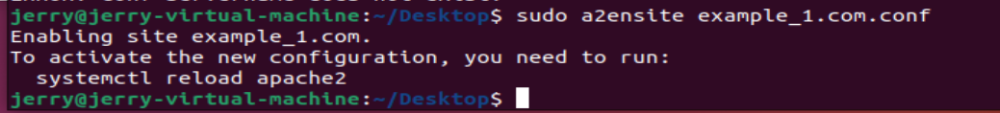 jerry@jerry-virtual-machine:~/Desktop$ sudo a2ensite example_1.com.conf
Enabling site example_1.com.
To activate the new configuration, you need to run:
  systemctl reload apache2
jerry@jerry-virtual-machine:~/Desktop$